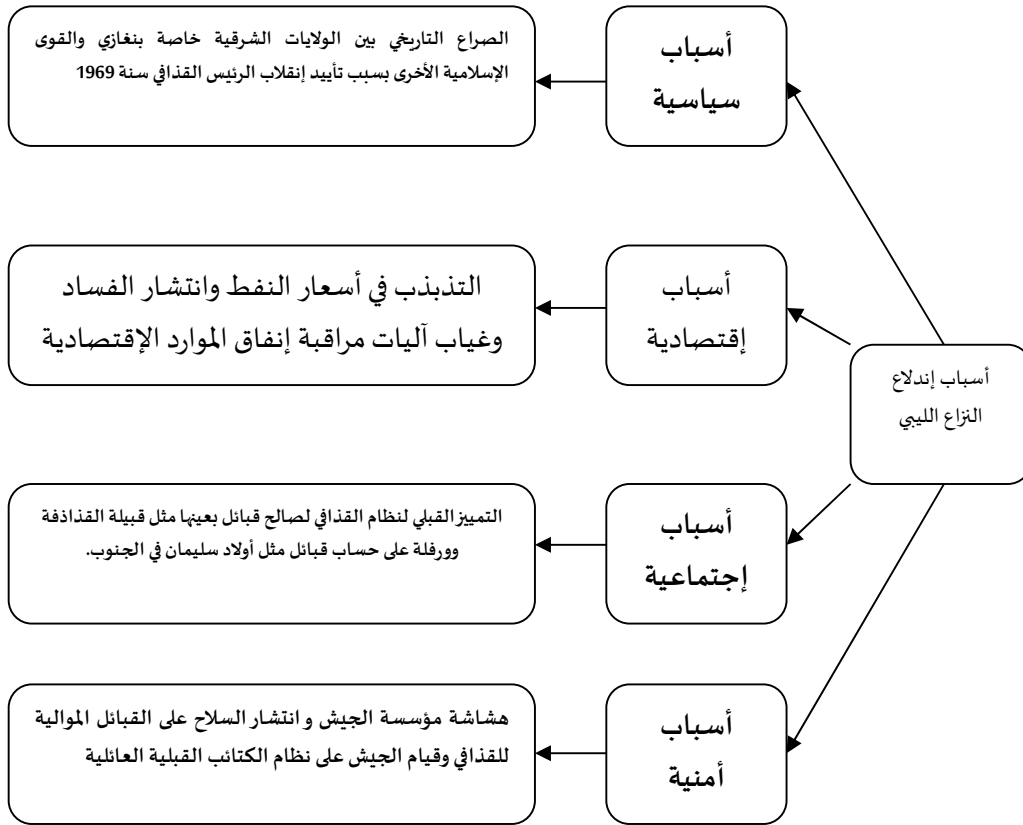 أسباب إندلاع
النزاع الليبي
أسباب
سياسية
الصراع التاريخي بين الولايات الشرقية خاصة بنغازي والقوى
الإسلامية الأخرى بسبب تأييد إنقلاب الرئيس القذافي سنة 1969
أسباب
إقتصادية
التذبذب في أسعار النفط وانتشار الفساد
وغياب آليات مراقبة إنفاق الموارد الإقتصادية
أسباب
إجتماعية
التمييز القبلي لنظام القذافي لصالح قبائل بعينها مثل قبيلة القذاذفة
وورفلة على حساب قبائل مثل أولاد سليمان في الجنوب.
أسباب
أمنية
هشاشة مؤسسة الجيش و انتشار السلاح على القبائل الموالية
للقذافي وقيام الجيش على نظام الكتائب القبلية العائلية